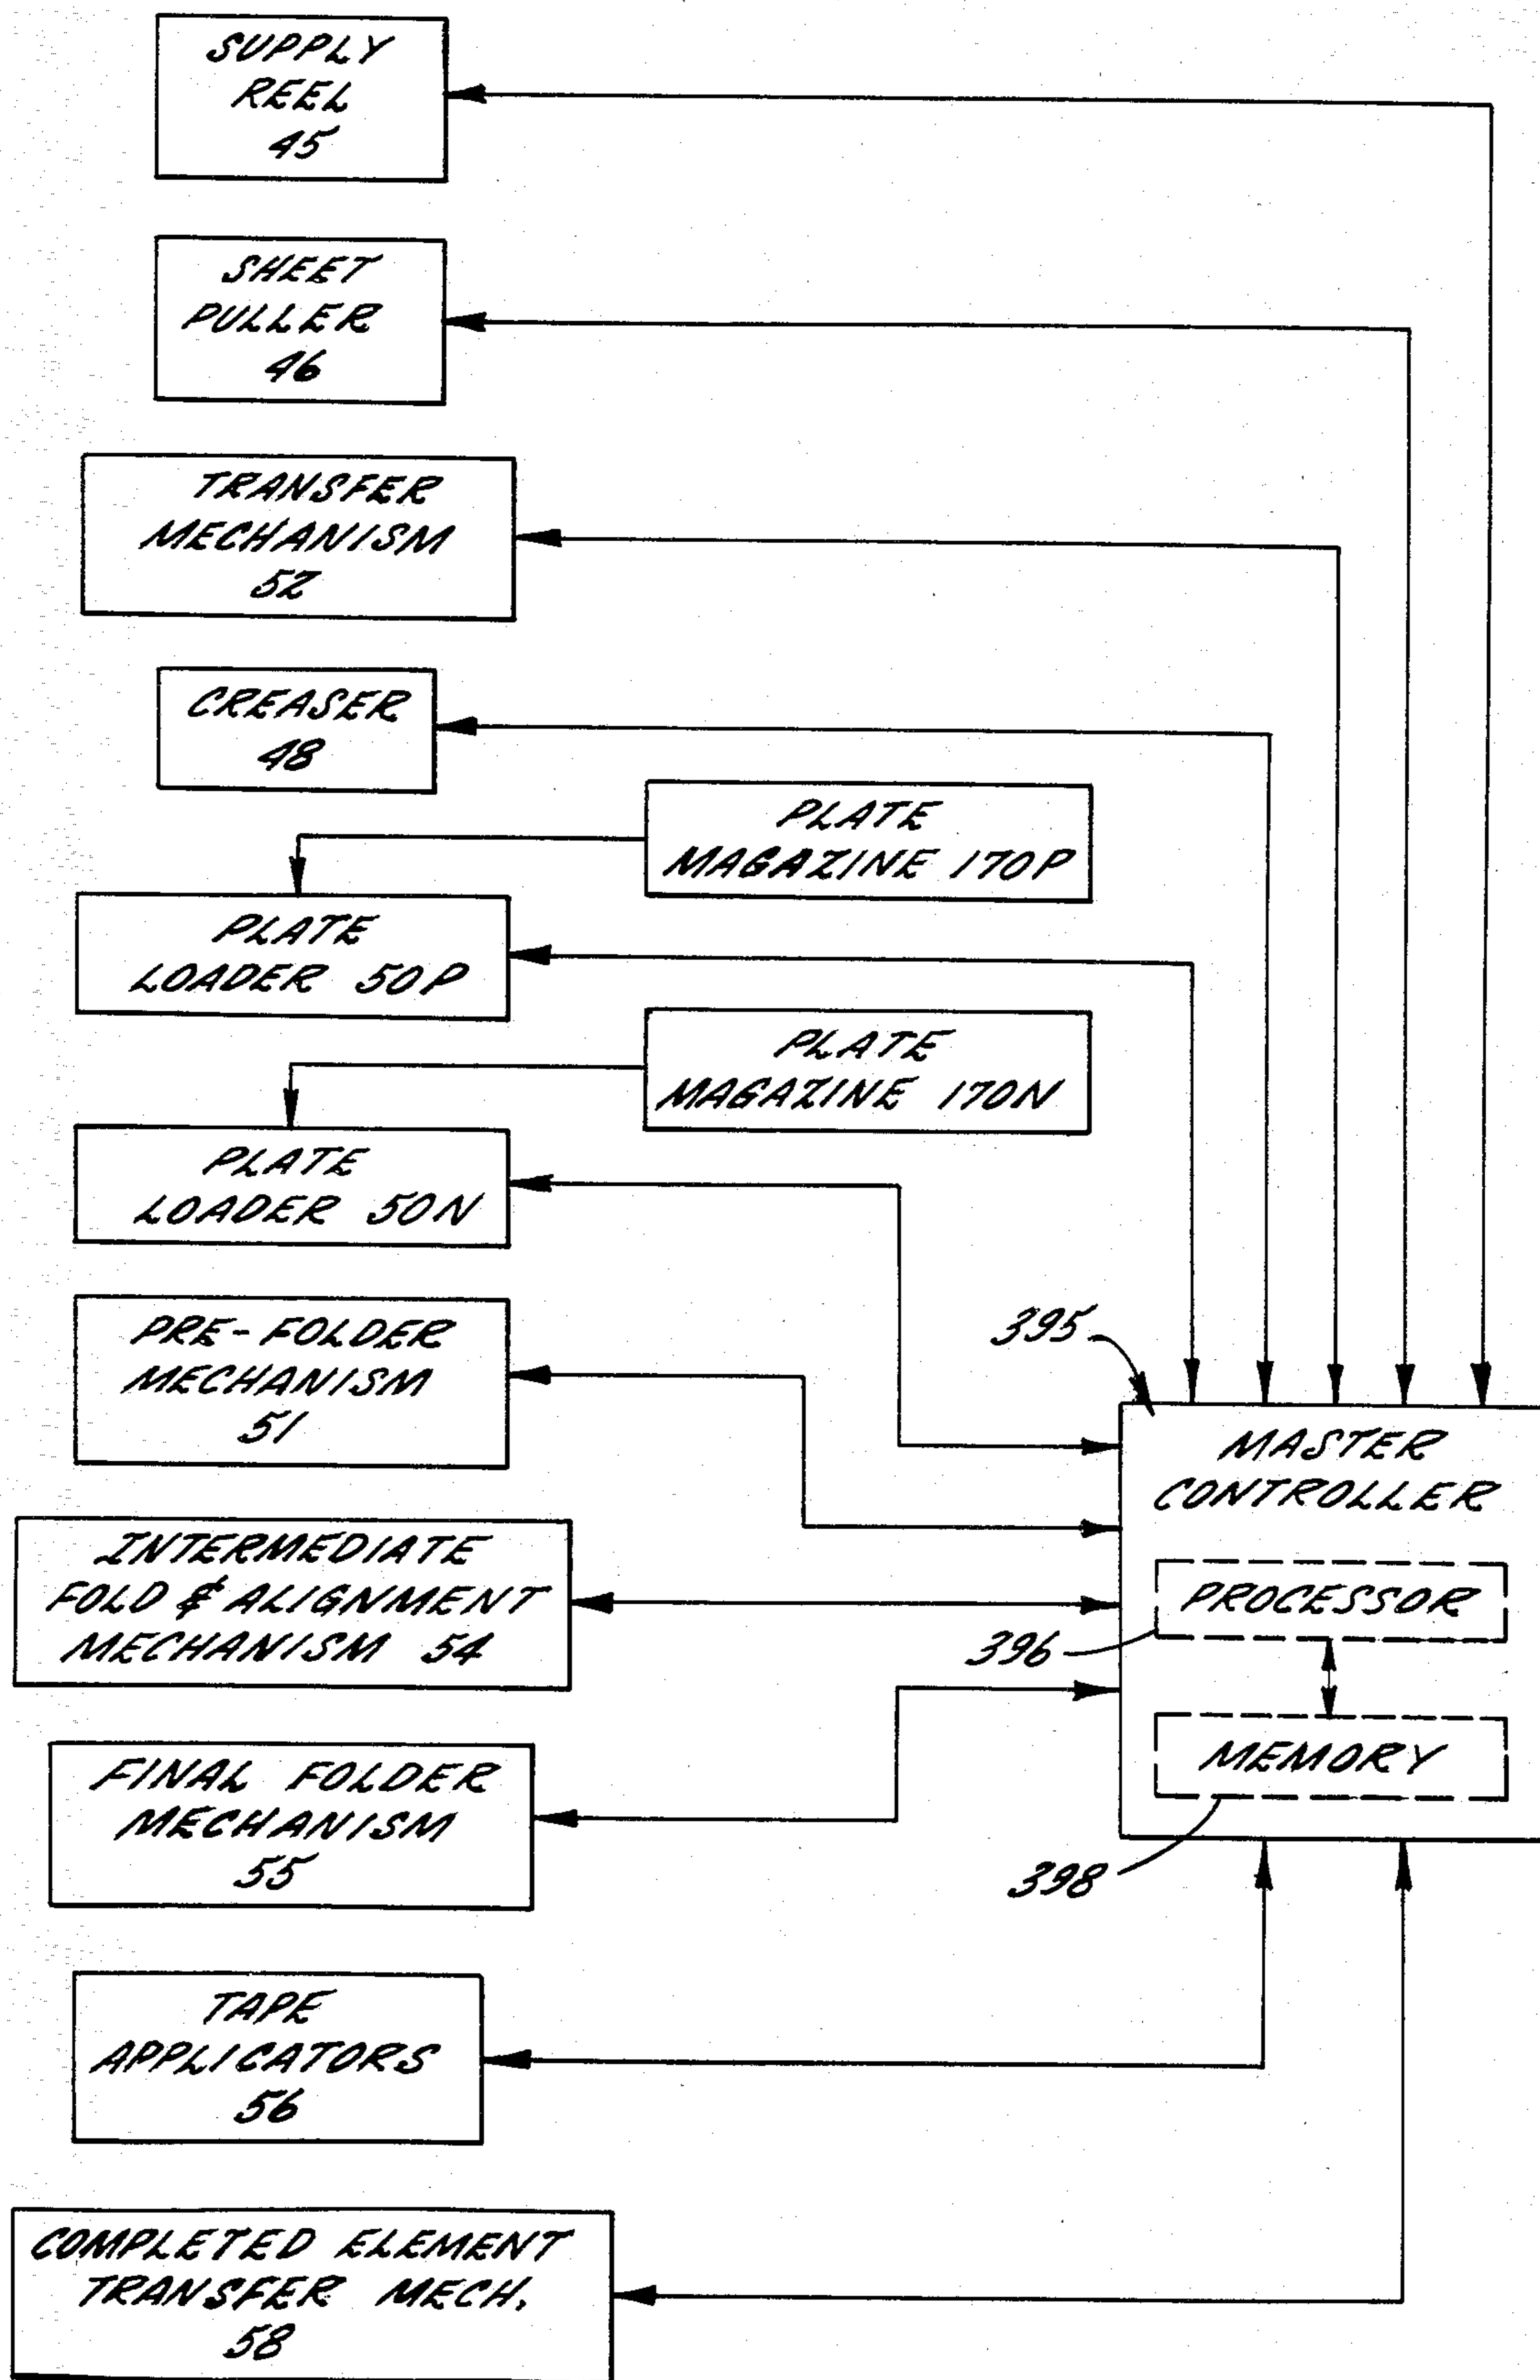 SUPPLY
REEL
45
SHEET
PULLER
46
TRANSFER
MECHANISM
52
CREASER
48
PLATE
MAGAZINE 170P
PLATE
LOADER 50P
PLATE
MAGAZINE 170N
PLATE
LOADER 50N
PRE-FOLDER
MECHANISM
51
395
MASTER
CONTROLLER
INTERMEDIATE
FOLD & ALIGNMENT
MECHANISM 54
PROCESSOR
396
MEMORY
398
FINAL FOLDER
MECHANISM
55
TAPE
APPLICATORS
56
COMPLETED ELEMENT
TRANSFER MECH.
58